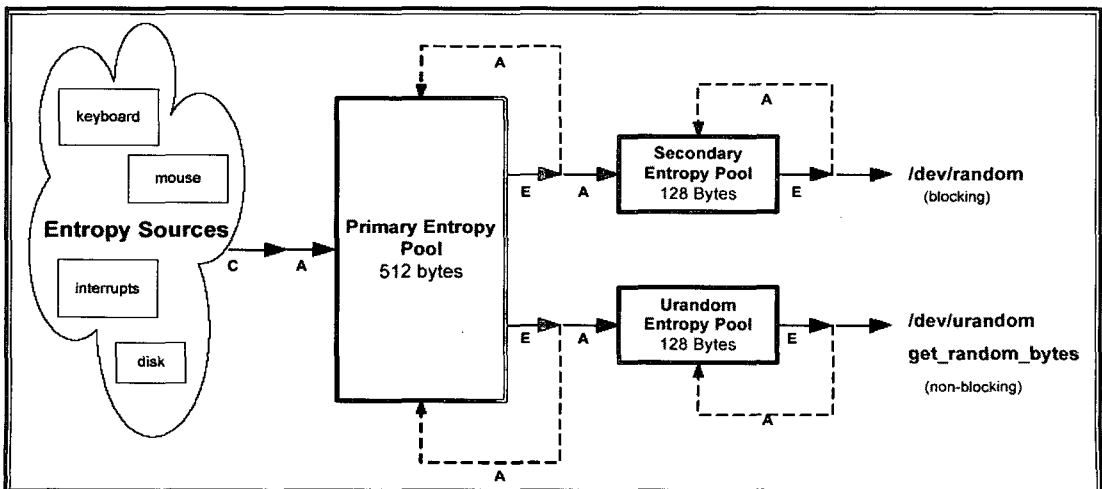 keyboard
mouse
Entropy Sources
interrupts
disk
C
A
A
Primary Entropy
Pool
512 bytes
A
E
A
E
A
A
Secondary
Entropy Pool
128 Bytes
E
A
Urandom
Entropy Pool
128 Bytes
E
A
/dev/random
(blocking)
/dev/urandom
get_random_bytes
(non-blocking)